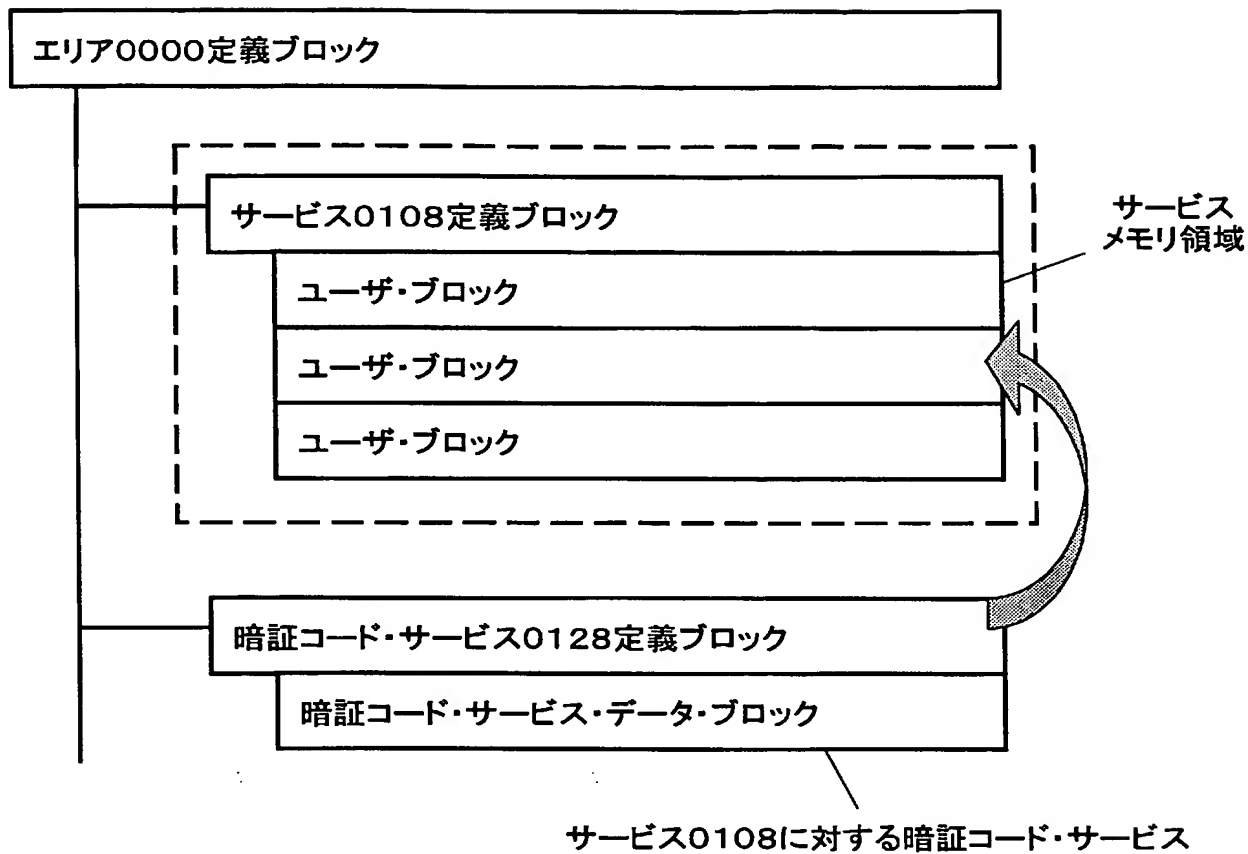 エリア0000定義ブロック
サービス0108定義ブロック
サービス
メモリ領域
ユーザ・ブロック
ユーザ・ブロック
ユーザ・ブロック
暗証コード・サービス0128定義ブロック
暗証コード・サービス・データ・ブロック
サービス0108に対する暗証コード・サービス